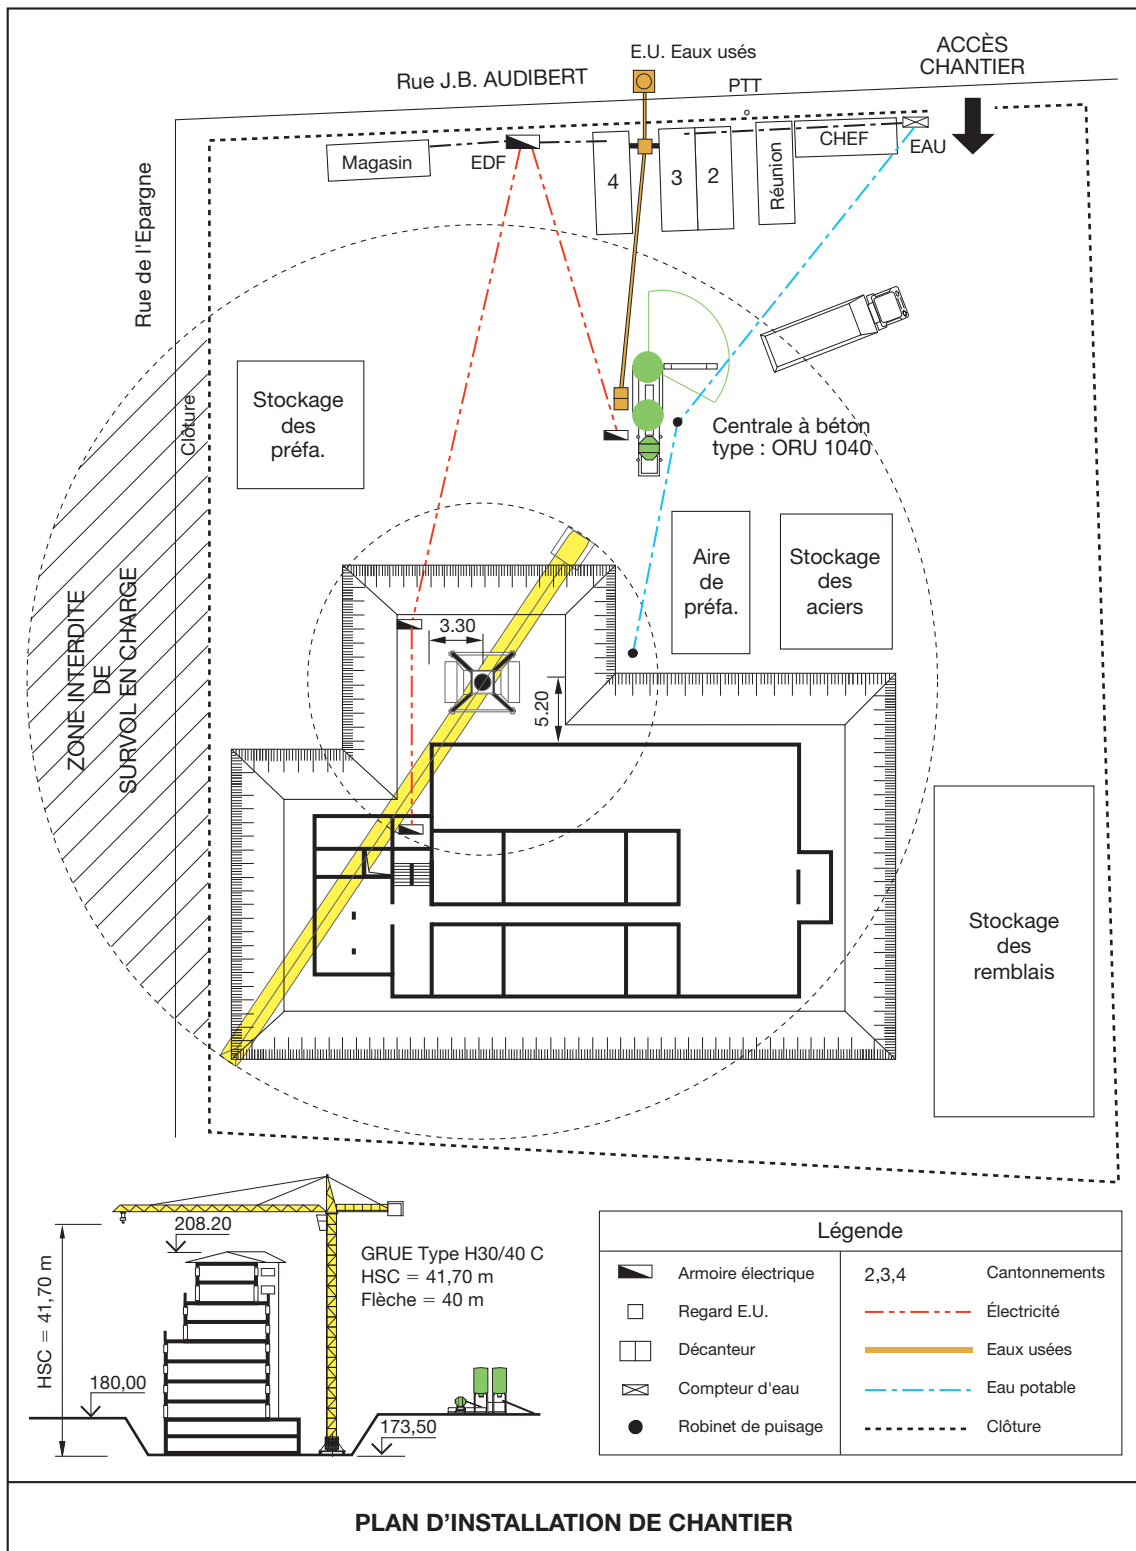 E.U. Eaux usés
ACCÈS
CHANTIER
Rue J.B. AUDIBERT
PTT
Magasin
EDF
4
3
2
Réunion
CHEF
EAU
Rue de l'Epargne
Clôture
Stockage
des
préfa.
Centrale à béton
type : ORU 1040
Aire
de
préfa.
Stockage
des
aciers
ZONE INTERDITE
DE
SURVOL EN CHARGE
3.30
5.20
Stockage
des
remblais
208.20
GRUE Type H30/40 C
HSC = 41,70 m
Flèche = 40 m
HSC = 41,70 m
180,00
173,50
Légende
Armoire électrique
2,3,4 Cantonnements
Regard E.U.
Électricité
Décanteur
Eaux usées
Compteur d'eau
Eau potable
Robinet de puisage
Clôture
PLAN D'INSTALLATION DE CHANTIER